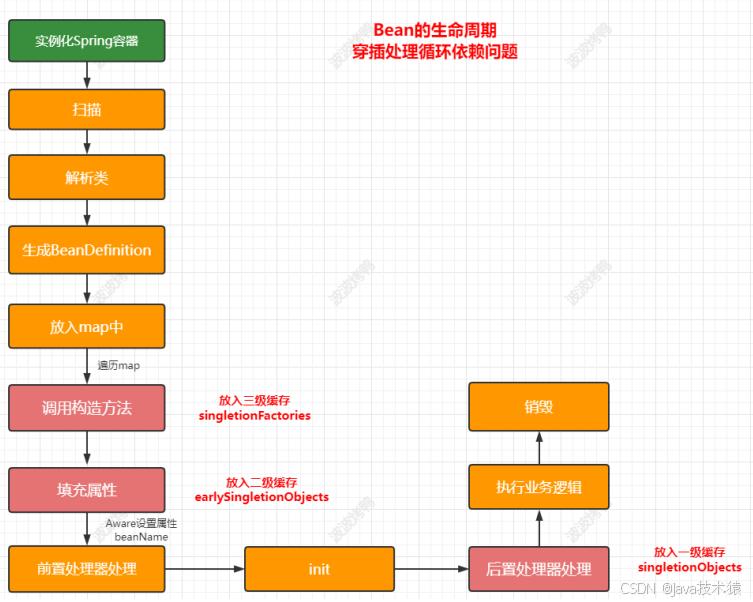 Bean的生命周期
穿插处理循环依赖问题
实例化Spring容器
扫描
解析类
生成BeanDefinition
放入map中
遍历map
调用构造方法
放入三级缓存
singletionFactories
填充属性
放入二级缓存
earlySingletionObjects
Aware设置属性
beanName
前置处理器处理
init
后置处理器处理
放入一级缓存
singletionObjects
执行业务逻辑
销毁
CSDN @Java技术猿